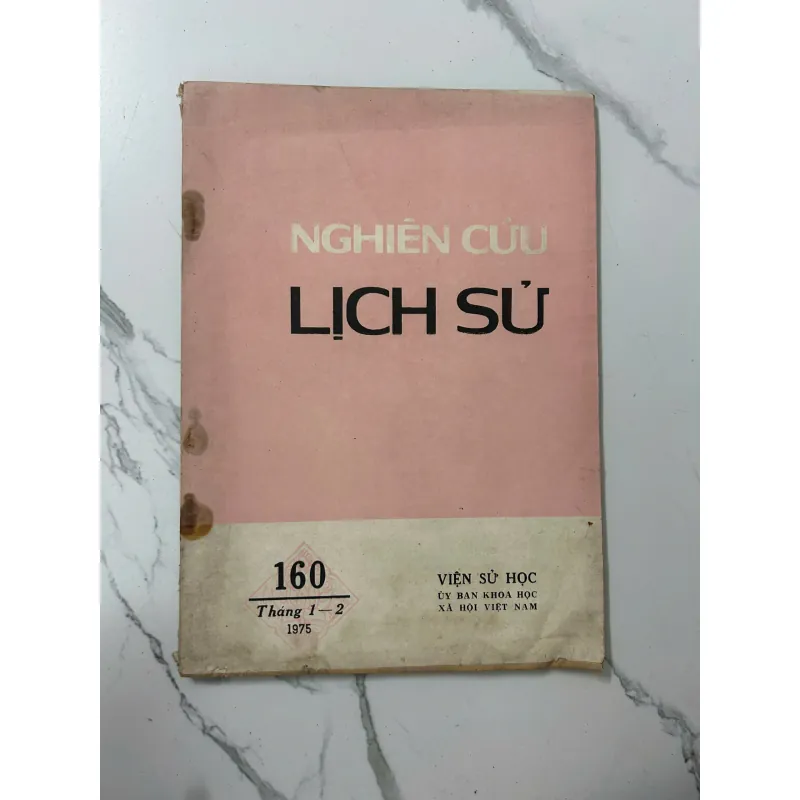 NGHIÊN CỨU
LỊCH SỬ
160
Tháng 1—2
1975
VIỆN SỬ HỌC
ỦY BAN KHOA HỌC
XÃ HỘI VIỆT NAM